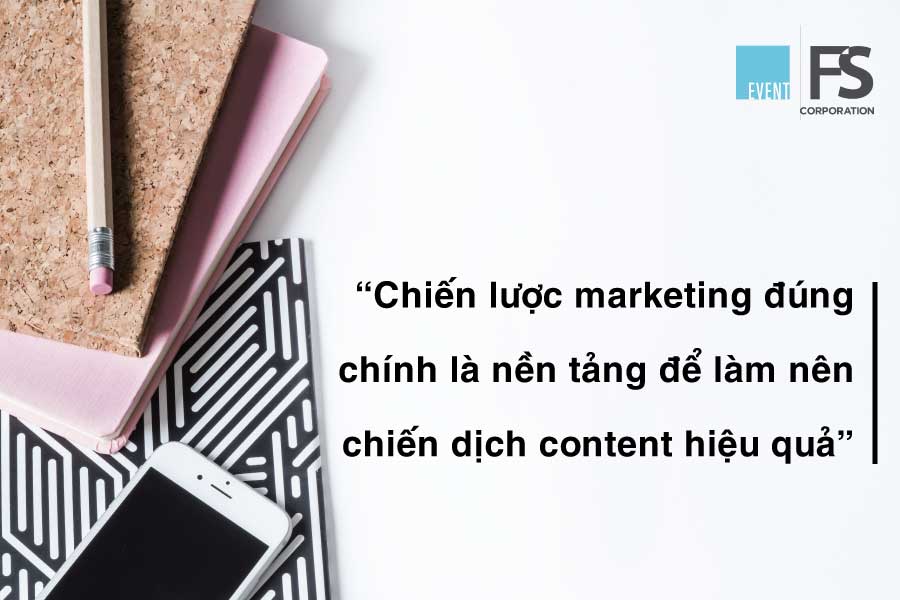 EVENT
FS
CORPORATION
“Chiến lược marketing đúng
chính là nền tảng để làm nên
chiến dịch content hiệu quả”